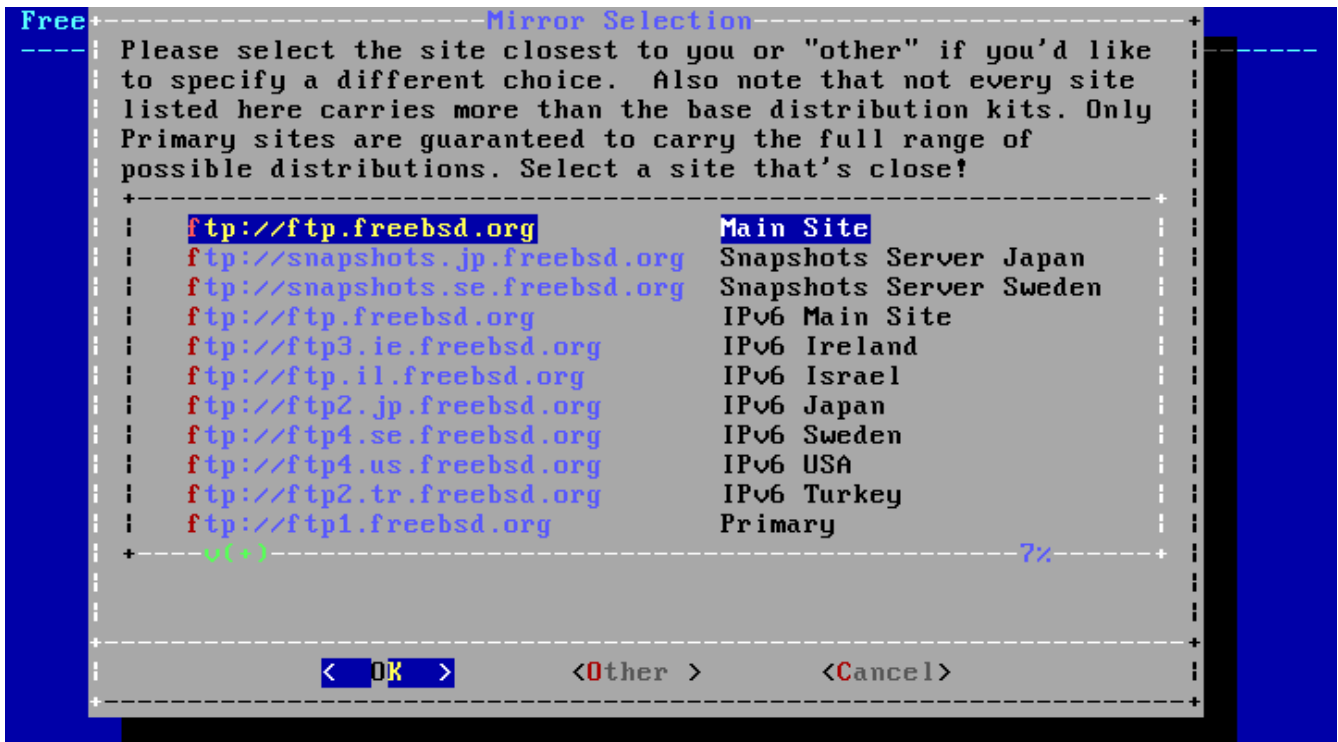 Free
Mirror Selection
Please select the site closest to you or "other" if you'd like
to specify a different choice.  Also note that not every site
listed here carries more than the base distribution kits. Only
Primary sites are guaranteed to carry the full range of
possible distributions. Select a site that's close!
ftp://ftp.freebsd.org Main Site
ftp://snapshots.jp.freebsd.org Snapshots Server Japan
ftp://snapshots.se.freebsd.org Snapshots Server Sweden
ftp://ftp.freebsd.org IPv6 Main Site
ftp://ftp3.ie.freebsd.org IPv6 Ireland
ftp://ftp.il.freebsd.org IPv6 Israel
ftp://ftp2.jp.freebsd.org IPv6 Japan
ftp://ftp4.se.freebsd.org IPv6 Sweden
ftp://ftp4.us.freebsd.org IPv6 USA
ftp://ftp2.tr.freebsd.org IPv6 Turkey
ftp://ftp1.freebsd.org Primary
v(+) 7%
<  OK  > <Other > <Cancel>